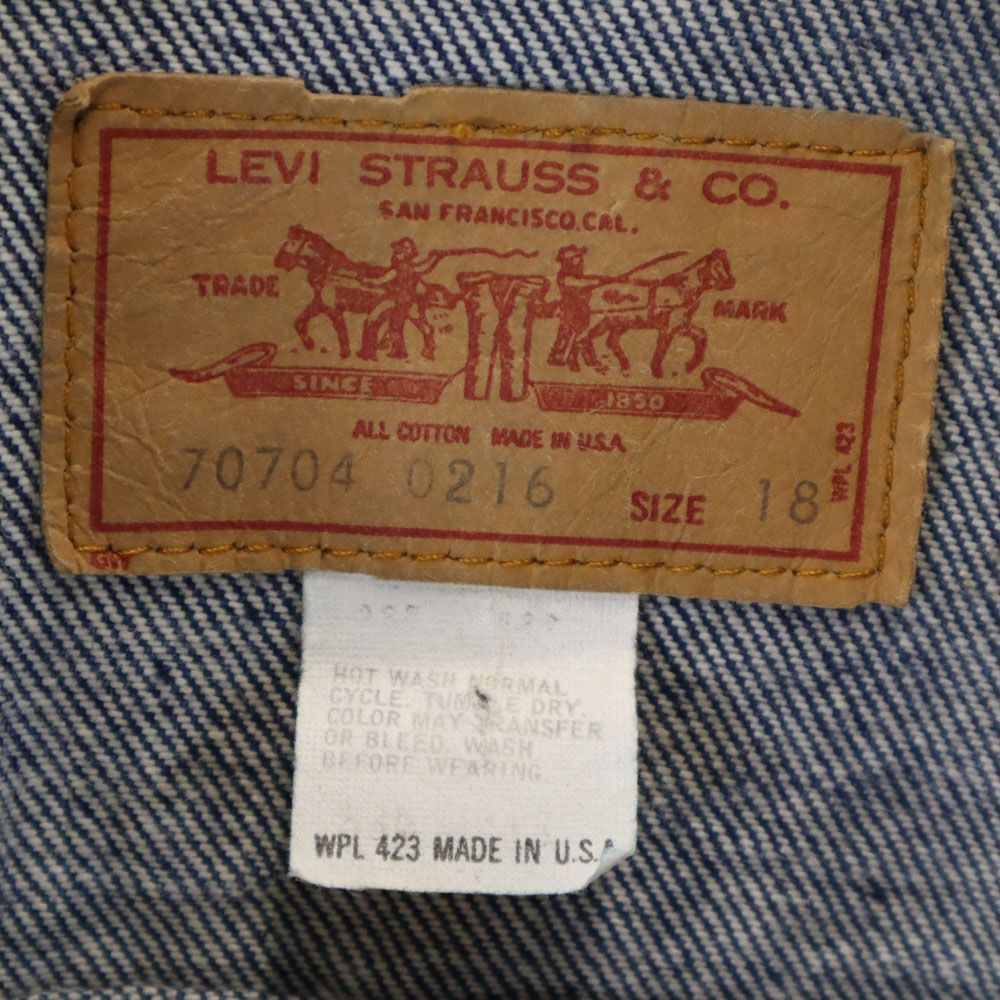 LEVI STRAUSS & CO.
SAN FRANCISCO, CAL.
TRADE MARK
SINCE 1850
ALL COTTON MADE IN U.S.A.
70704 0216 SIZE 18
WPL 423
HOT WASH NORMAL
CYCLE. TUMBLE DRY.
COLOR MAY TRANSFER
OR BLEED. WASH
BEFORE WEARING
WPL 423 MADE IN U.S.A